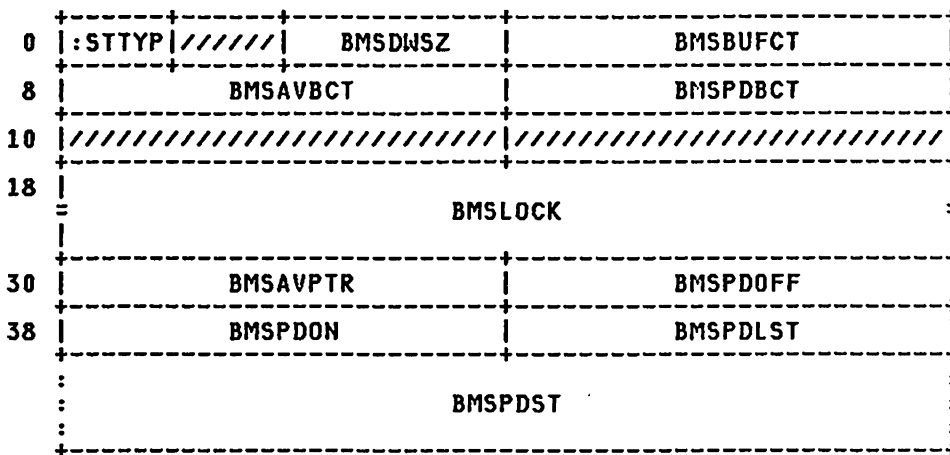 0 |:STTYP|//////| BMSDWSZ | BMSBUFCT |
8 | BMSAVBCT | BMSPDBCT |
10 |//////////////////////////|//////////////////////////
18
BMSLOCK
30 | BMSAVPTR | BMSPDOFF |
38 | BMSPDON | BMSPDLST |
BMSPDST